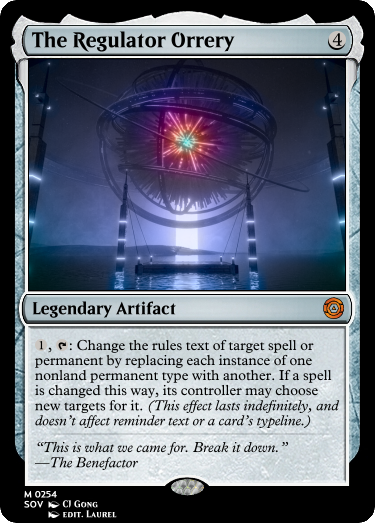 The Regulator Orrery 4
Legendary Artifact
1, T: Change the rules text of target spell or
permanent by replacing each instance of one
nonland permanent type with another. If a spell
is changed this way, its controller may choose
new targets for it. (This effect lasts indefinitely, and
doesn't affect reminder text or a card's typeline.)
"This is what we came for. Break it down."
—The Benefactor
M 0254
SOV CJ Gong
edit. Laurel